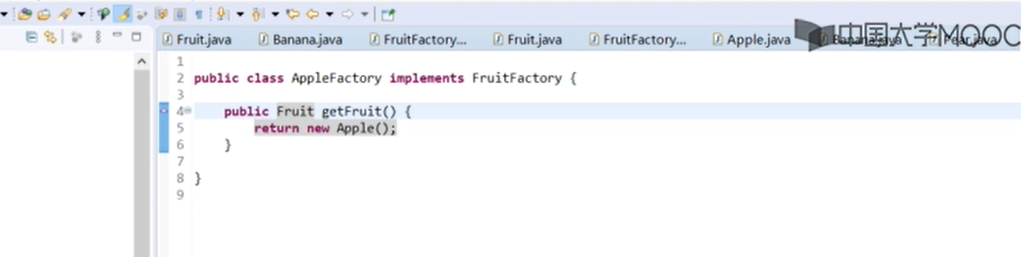 Fruit.java Banana.java FruitFactory... Fruit.java FruitFactory... Apple.java Banana.java Pear.java
中国大学MOOC
1
2 public class AppleFactory implements FruitFactory {
3
4 public Fruit getFruit() {
5 return new Apple();
6 }
7
8 }
9